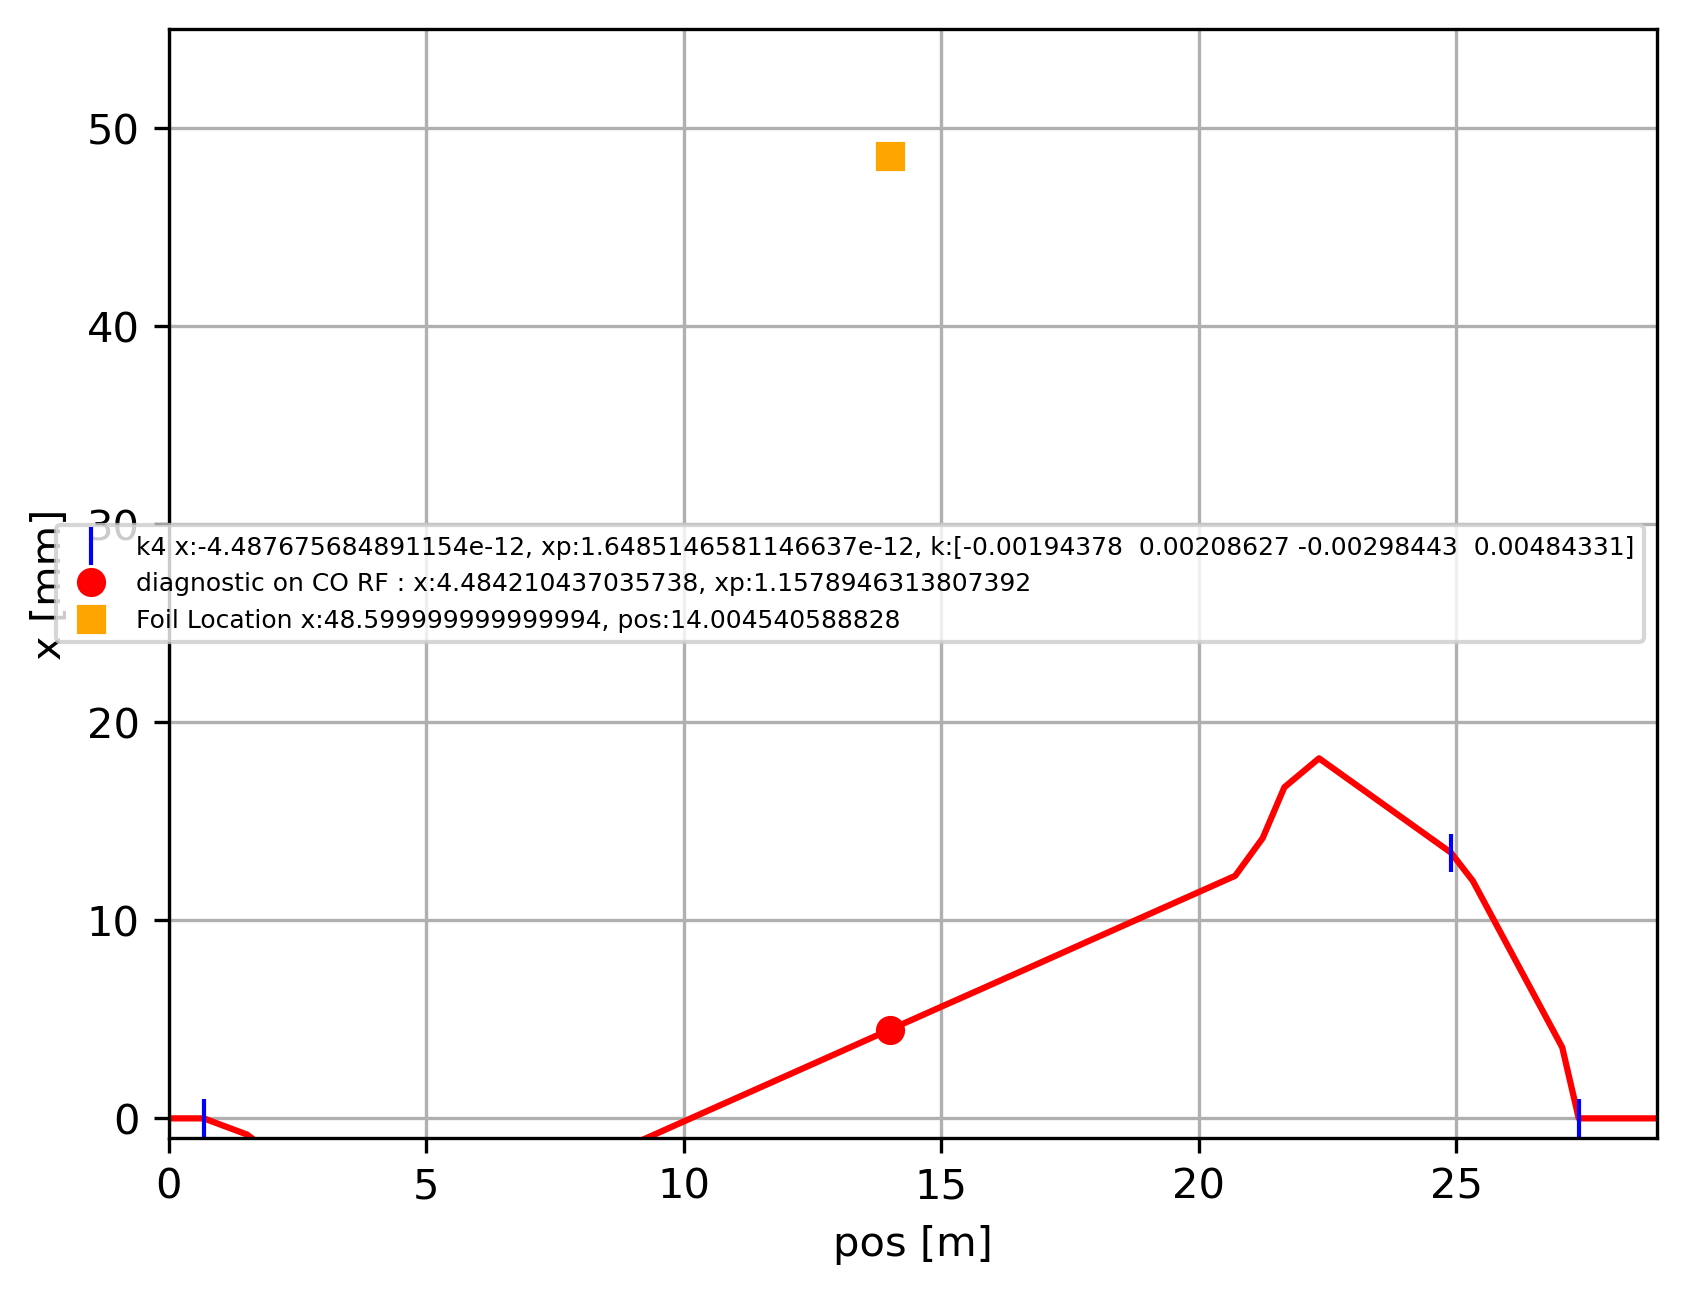 50
40
30
k4 x:-4.487675684891154e-12, xp:1.6485146581146637e-12, k:[-0.00194378  0.00208627 -0.00298443  0.00484331]
diagnostic on CO RF : x:4.484210437035738, xp:1.1578946313807392
Foil Location x:48.599999999999994, pos:14.004540588828
x [mm]
20
10
0
0 5 10 15 20 25
pos [m]